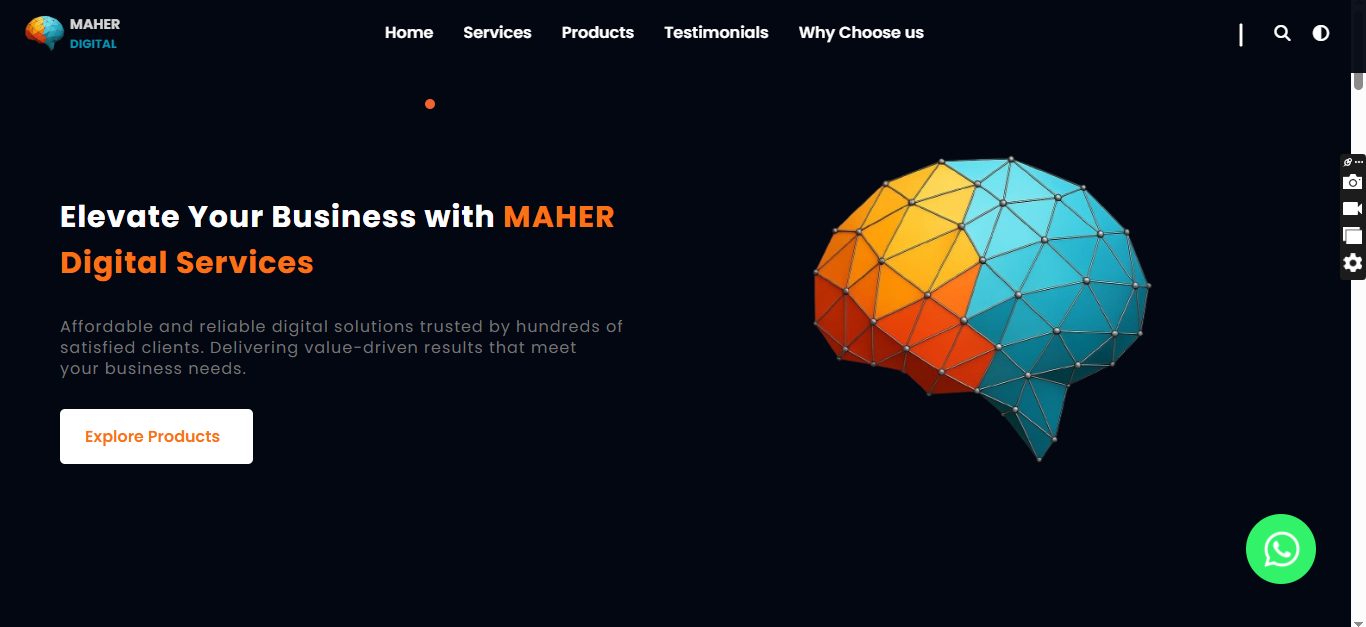 MAHER
DIGITAL
Home Services Products Testimonials Why Choose us
Elevate Your Business with MAHER
Digital Services
Affordable and reliable digital solutions trusted by hundreds of
satisfied clients. Delivering value-driven results that meet
your business needs.
Explore Products